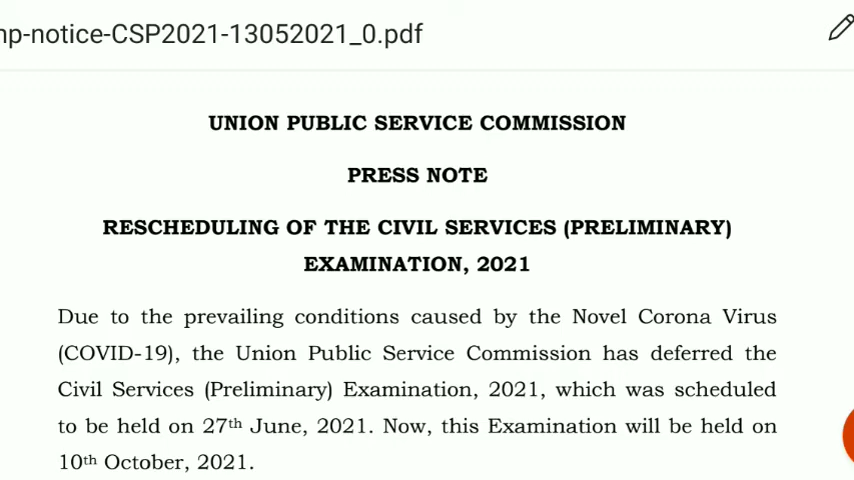 np-notice-CSP2021-13052021_0.pdf
UNION PUBLIC SERVICE COMMISSION
PRESS NOTE
RESCHEDULING OF THE CIVIL SERVICES (PRELIMINARY)
EXAMINATION, 2021
Due to the prevailing conditions caused by the Novel Corona Virus
(COVID-19), the Union Public Service Commission has deferred the
Civil Services (Preliminary) Examination, 2021, which was scheduled
to be held on 27th June, 2021. Now, this Examination will be held on
10th October, 2021.